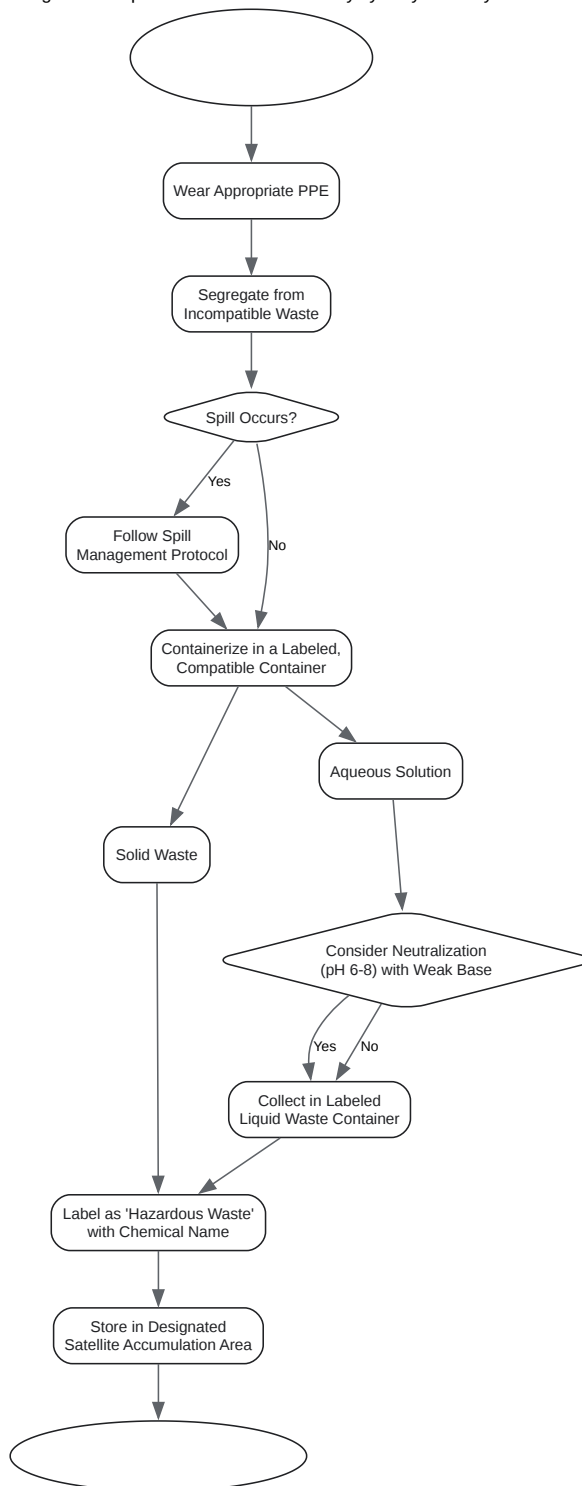 Wear Appropriate PPE
Segregate from
Incompatible Waste
Spill Occurs?
Yes
Follow Spill
Management Protocol
No
Containerize in a Labeled,
Compatible Container
Aqueous Solution
Solid Waste
Consider Neutralization
(pH 6-8) with Weak Base
Yes
No
Collect in Labeled
Liquid Waste Container
Label as 'Hazardous Waste'
with Chemical Name
Store in Designated
Satellite Accumulation Area